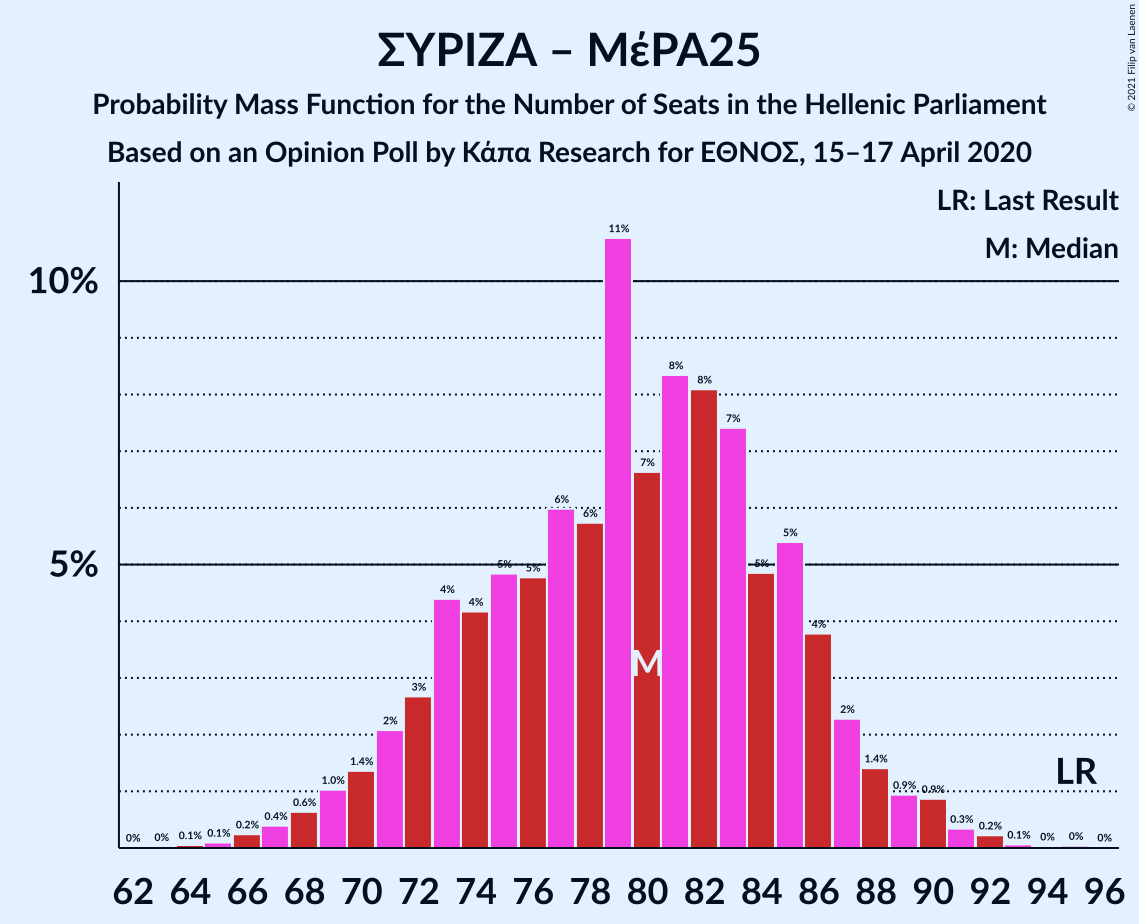 ΣΥΡΙΖΑ – ΜέΡΑ25
Probability Mass Function for the Number of Seats in the Hellenic Parliament
Based on an Opinion Poll by Κάπα Research for ΕΘΝΟΣ, 15–17 April 2020
© 2021 Filip van Laenen
LR: Last Result
M: Median
10%
5%
0% 0% 0.1% 0.1% 0.2% 0.4% 0.6% 1.0% 1.4% 2% 3% 4% 4% 5% 5% 6% 6% 11% 7% 8% 8% 7% 5% 5% 4% 2% 1.4% 0.9% 0.9% 0.3% 0.2% 0.1% 0% 0% 0%
M
LR
62 64 66 68 70 72 74 76 78 80 82 84 86 88 90 92 94 96